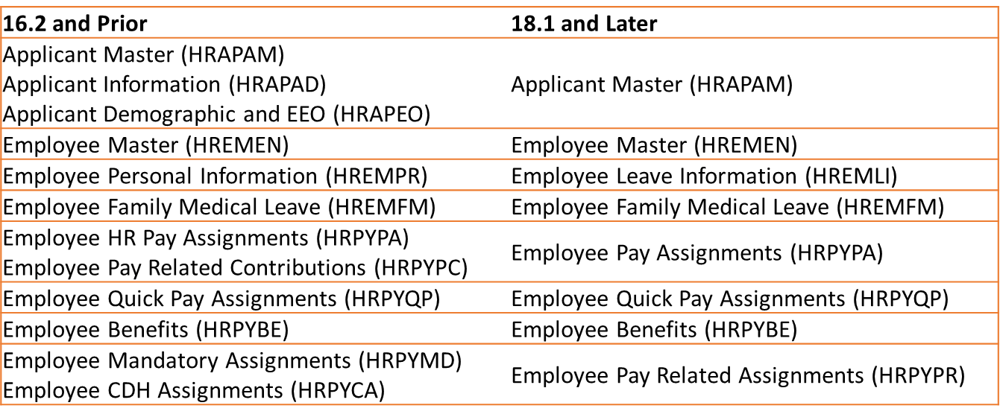 16.2 and Prior
18.1 and Later
Applicant Master (HRAPAM)
Applicant Information (HRAPAD)
Applicant Demographic and EEO (HRAPEO)
Applicant Master (HRAPAM)
Employee Master (HREMEN)
Employee Master (HREMEN)
Employee Personal Information (HREMPR)
Employee Leave Information (HREMLI)
Employee Family Medical Leave (HREMFM)
Employee Family Medical Leave (HREMFM)
Employee HR Pay Assignments (HRPYPA)
Employee Pay Related Contributions (HRPYPC)
Employee Pay Assignments (HRPYPA)
Employee Quick Pay Assignments (HRPYQP)
Employee Quick Pay Assignments (HRPYQP)
Employee Benefits (HRPYBE)
Employee Benefits (HRPYBE)
Employee Mandatory Assignments (HRPYMD)
Employee CDH Assignments (HRPYCA)
Employee Pay Related Assignments (HRPYPR)